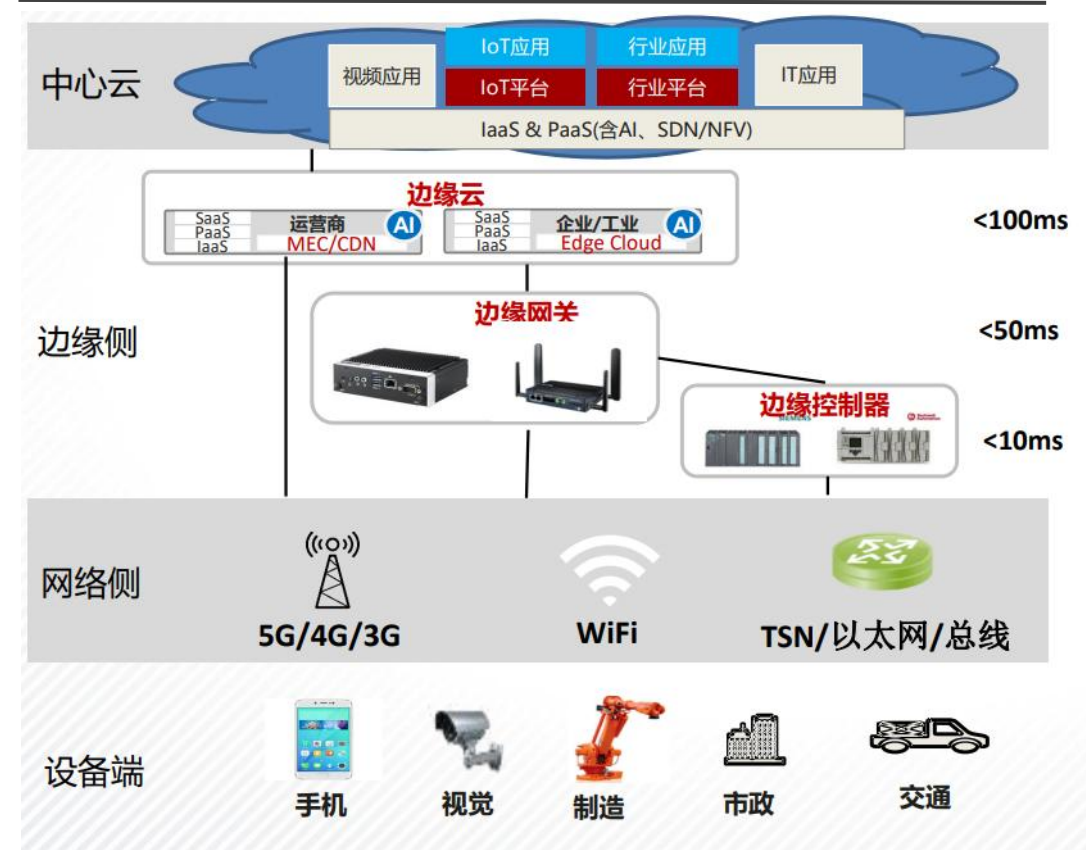 中心云
视频应用
IoT应用
IoT平台
行业应用
行业平台
IT应用
IaaS & PaaS(含AI、SDN/NFV)
边缘云
SaaS
PaaS
IaaS
运营商
MEC/CDN
AI
SaaS
PaaS
IaaS
企业/工业
Edge Cloud
AI
<100ms
边缘侧
边缘网关
<50ms
边缘控制器
SIEMENS
<10ms
网络侧
5G/4G/3G
WiFi
TSN/以太网/总线
设备端
手机
视觉
制造
市政
交通